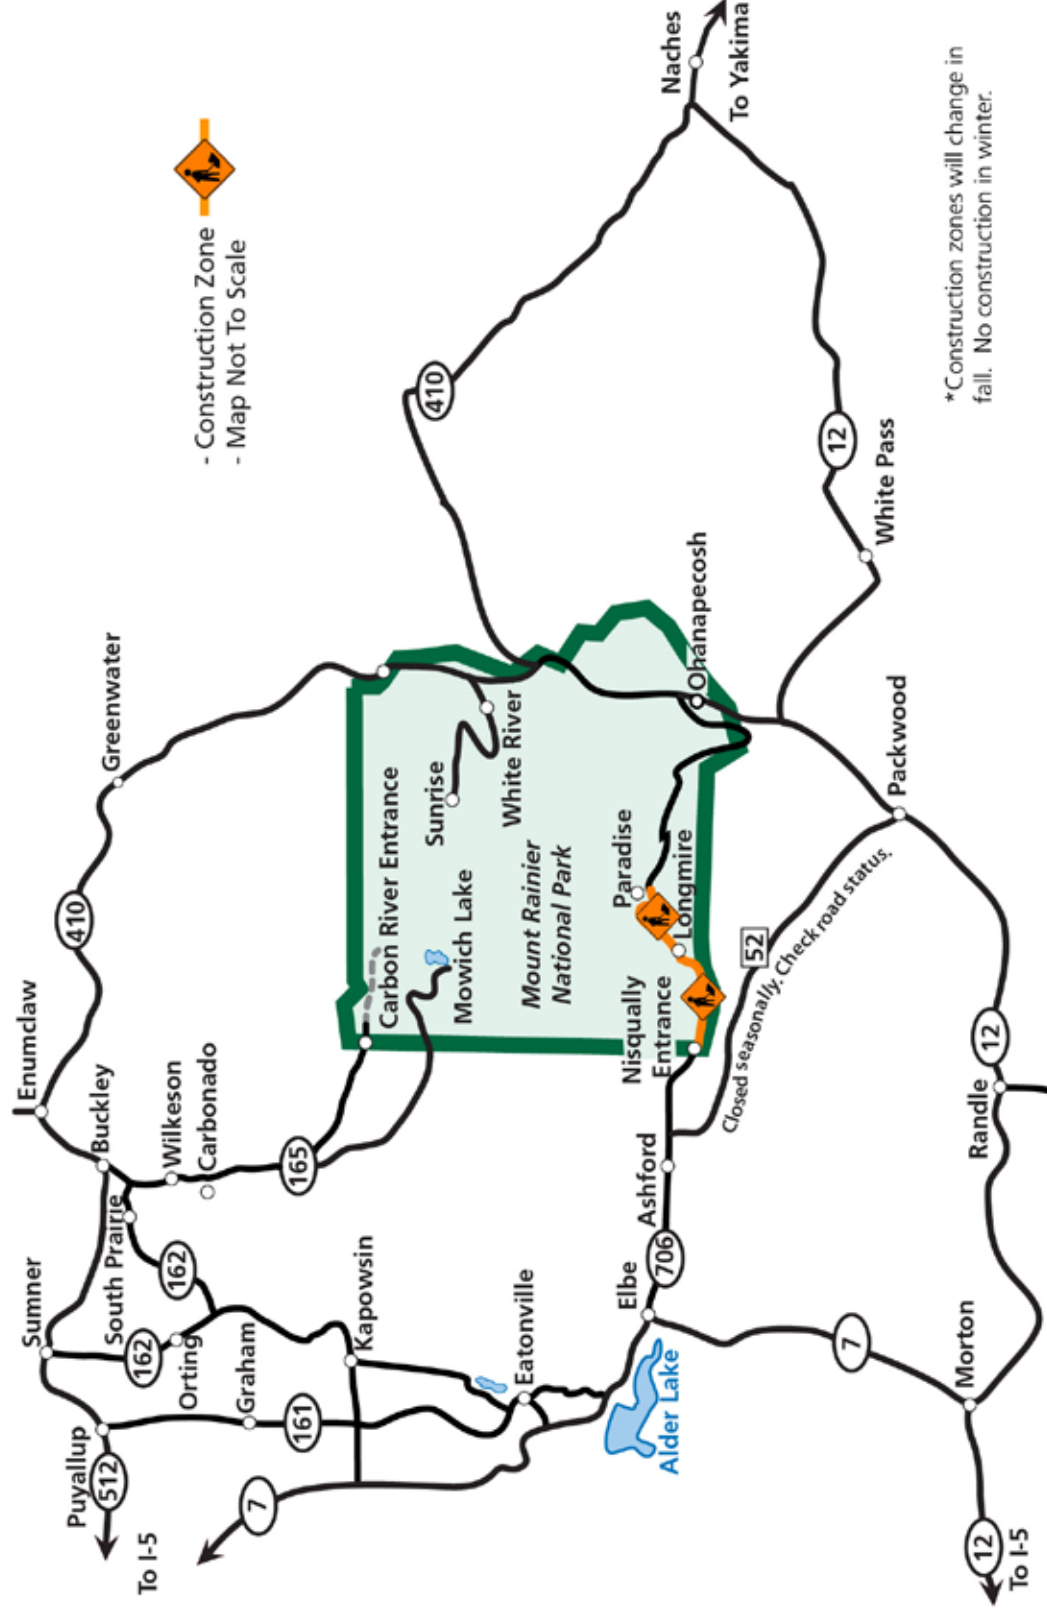 Enumclaw
410
Greenwater
- Construction Zone
- Map Not To Scale
Sumner
Buckley
Puyallup
512
To I-5
South Prairie
162
Orting
162
Wilkeson
Carbonado
165
Graham
161
7
Kapowsin
Eatonville
Carbon River Entrance
Mowich Lake
Sunrise
White River
Mount Rainier
National Park
410
Naches
To Yakima
Paradise
Longmire
Nisqually
Entrance
Ohanapecosh
Elbe
706
Ashford
Alder Lake
52
Closed seasonally. Check road status.
Packwood
White Pass
12
7
Morton
Randle
12
12
To I-5
*Construction zones will change in
fall. No construction in winter.